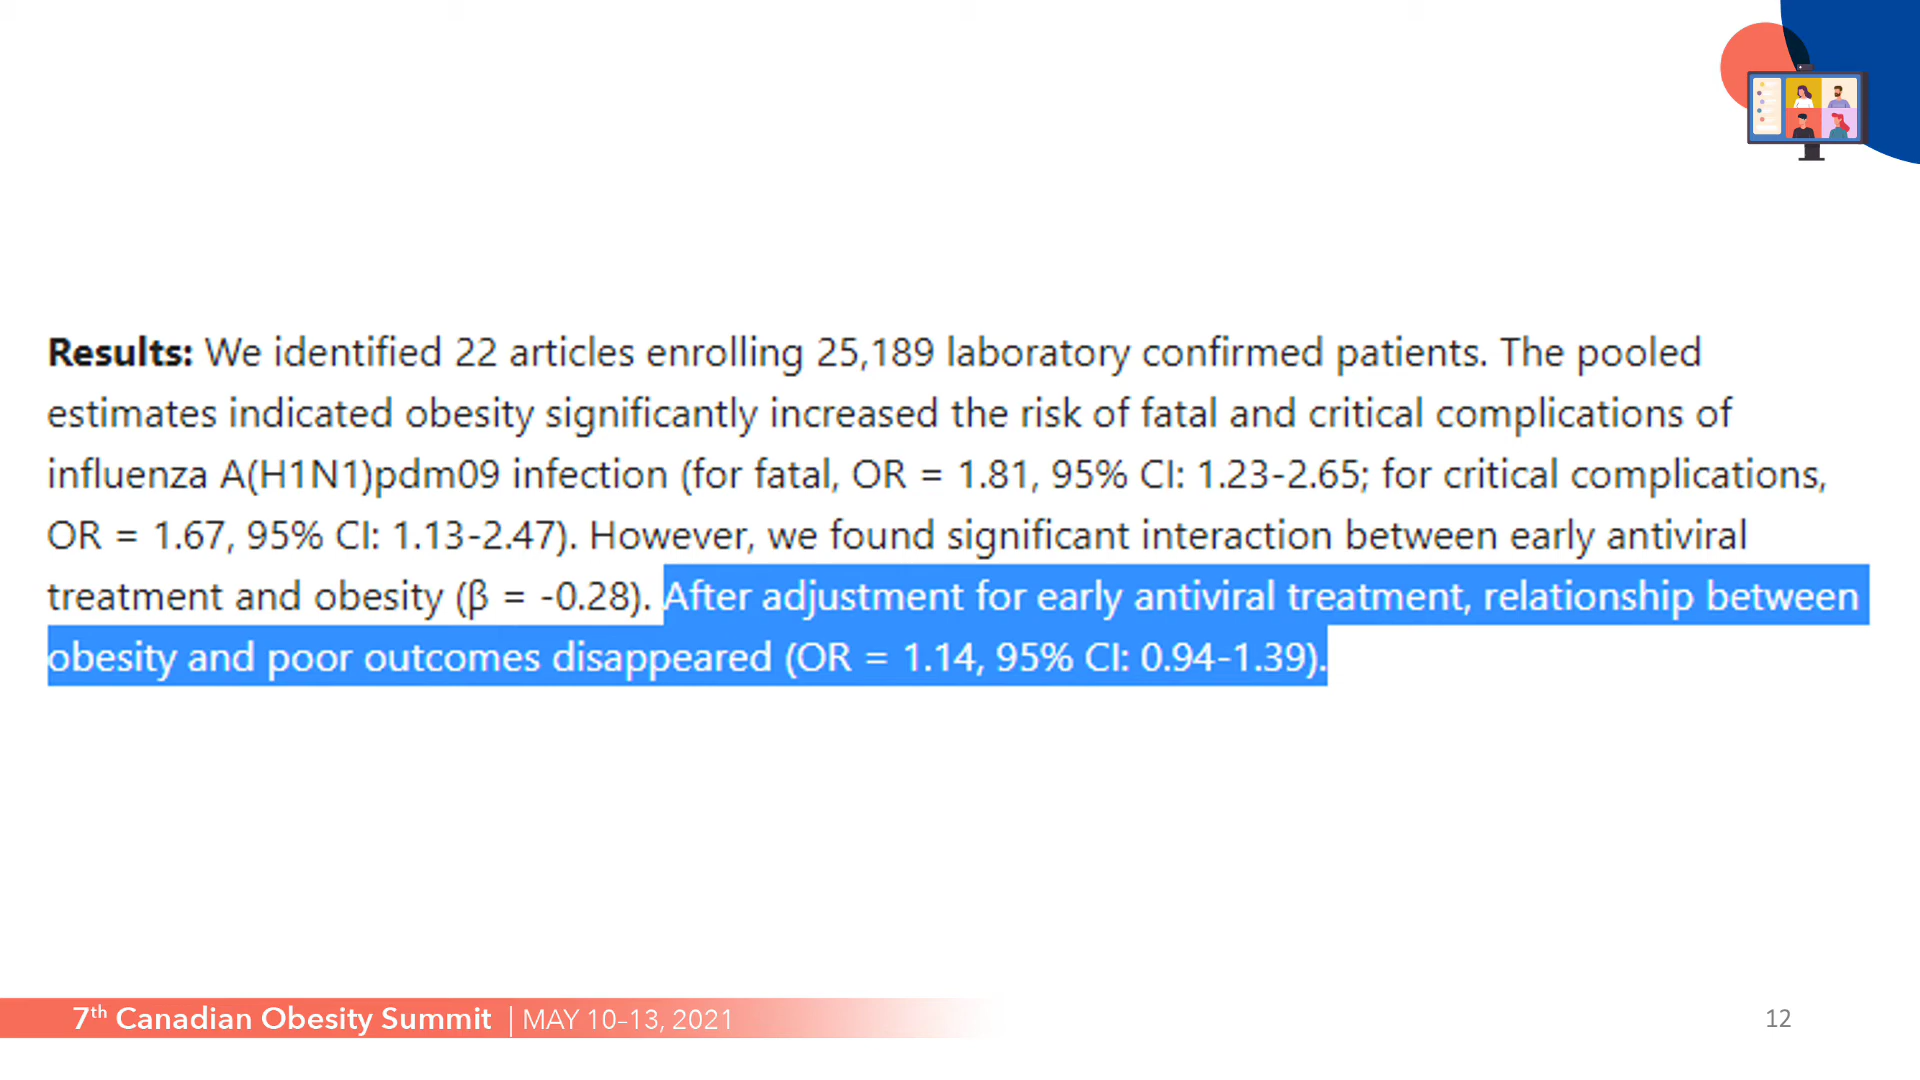 Results: We identified 22 articles enrolling 25,189 laboratory confirmed patients. The pooled
estimates indicated obesity significantly increased the risk of fatal and critical complications of
influenza A(H1N1)pdm09 infection (for fatal, OR = 1.81, 95% CI: 1.23-2.65; for critical complications,
OR = 1.67, 95% CI: 1.13-2.47). However, we found significant interaction between early antiviral
treatment and obesity (β = -0.28). After adjustment for early antiviral treatment, relationship between
obesity and poor outcomes disappeared (OR = 1.14, 95% CI: 0.94-1.39).
7th Canadian Obesity Summit | MAY 10–13, 2021
12